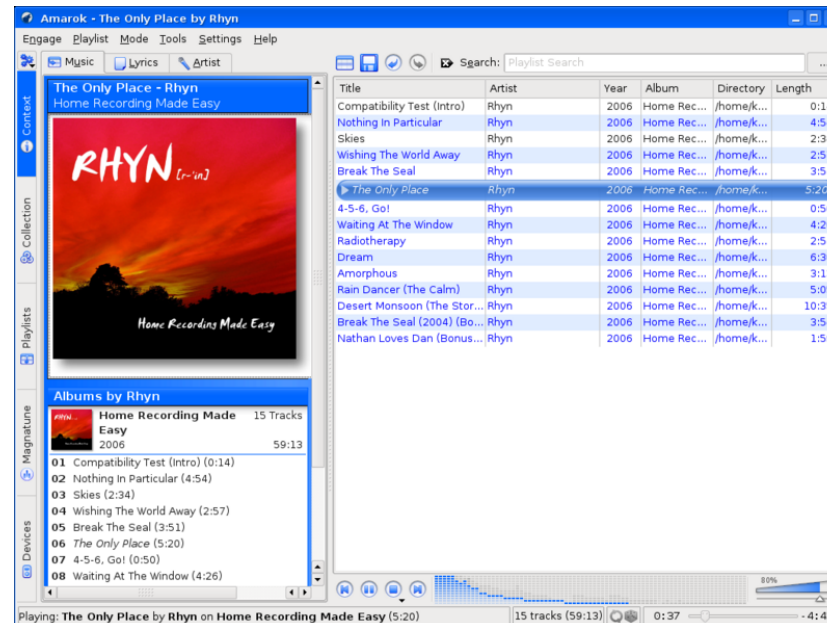 Amarok - The Only Place by Rhyn
Engage Playlist Mode Tools Settings Help
Music Lyrics Artist
Search: Playlist Search ...
Context
Collection
Playlists
Magnatune
Devices
The Only Place - Rhyn
Home Recording Made Easy
RHYN [r-'in]
Home Recording Made Easy
Albums by Rhyn
Home Recording Made Easy 15 Tracks
2006 59:13
01 Compatibility Test (Intro) (0:14)
02 Nothing In Particular (4:54)
03 Skies (2:34)
04 Wishing The World Away (2:57)
05 Break The Seal (3:51)
06 The Only Place (5:20)
07 4-5-6, Go! (0:50)
08 Waiting At The Window (4:26)
Title Artist Year Album Directory Length
Compatibility Test (Intro) Rhyn 2006 Home Rec... /home/k... 0:1
Nothing In Particular Rhyn 2006 Home Rec... /home/k... 4:5
Skies Rhyn 2006 Home Rec... /home/k... 2:3
Wishing The World Away Rhyn 2006 Home Rec... /home/k... 2:5
Break The Seal Rhyn 2006 Home Rec... /home/k... 3:5
The Only Place Rhyn 2006 Home Rec... /home/k... 5:20
4-5-6, Go! Rhyn 2006 Home Rec... /home/k... 0:5
Waiting At The Window Rhyn 2006 Home Rec... /home/k... 4:2
Radiotherapy Rhyn 2006 Home Rec... /home/k... 2:5
Dream Rhyn 2006 Home Rec... /home/k... 6:3
Amorphous Rhyn 2006 Home Rec... /home/k... 3:1
Rain Dancer (The Calm) Rhyn 2006 Home Rec... /home/k... 5:0
Desert Monsoon (The Stor... Rhyn 2006 Home Rec... /home/k... 10:3
Break The Seal (2004) (Bo... Rhyn 2006 Home Rec... /home/k... 3:5
Nathan Loves Dan (Bonus... Rhyn 2006 Home Rec... /home/k... 1:5
80%
Playing: The Only Place by Rhyn on Home Recording Made Easy (5:20) 15 tracks (59:13) 0:37 -4:4